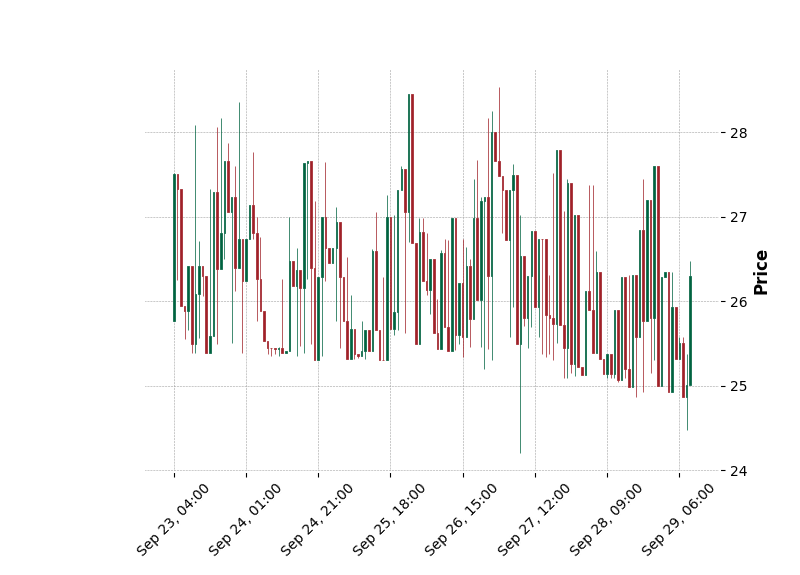 28
27
26
25
24
Price
Sep 23, 04:00
Sep 24, 01:00
Sep 24, 21:00
Sep 25, 18:00
Sep 26, 15:00
Sep 27, 12:00
Sep 28, 09:00
Sep 29, 06:00